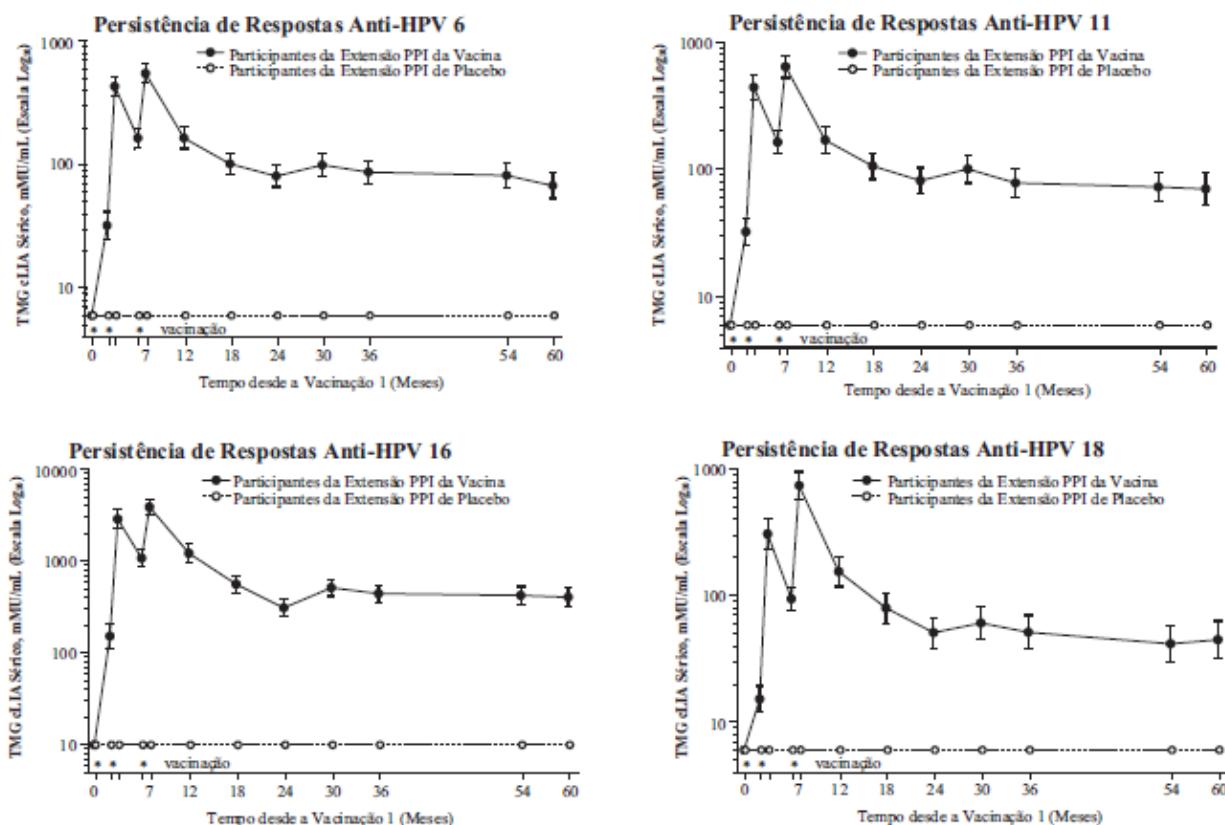 Persistência de Respostas Anti-HPV 6
TMG cLIA Sérico, mMU/mL (Escala Log₁₀)
1000
100
10
Participantes da Extensão PPI da Vacina
Participantes da Extensão PPI de Placebo
* * * vacinação
0 7 12 18 24 30 36 54 60
Tempo desde a Vacinação 1 (Meses)
Persistência de Respostas Anti-HPV 11
TMG cLIA Sérico, mMU/mL (Escala Log₁₀)
1000
100
10
Participantes da Extensão PPI da Vacina
Participantes da Extensão PPI de Placebo
* * * vacinação
0 7 12 18 24 30 36 54 60
Tempo desde a Vacinação 1 (Meses)
Persistência de Respostas Anti-HPV 16
TMG cLIA Sérico, mMU/mL (Escala Log₁₀)
10000
1000
100
10
Participantes da Extensão PPI da Vacina
Participantes da Extensão PPI de Placebo
* * * vacinação
0 7 12 18 24 30 36 54 60
Tempo desde a Vacinação 1 (Meses)
Persistência de Respostas Anti-HPV 18
TMG cLIA Sérico, mMU/mL (Escala Log₁₀)
1000
100
10
Participantes da Extensão PPI da Vacina
Participantes da Extensão PPI de Placebo
* * * vacinação
0 7 12 18 24 30 36 54 60
Tempo desde a Vacinação 1 (Meses)